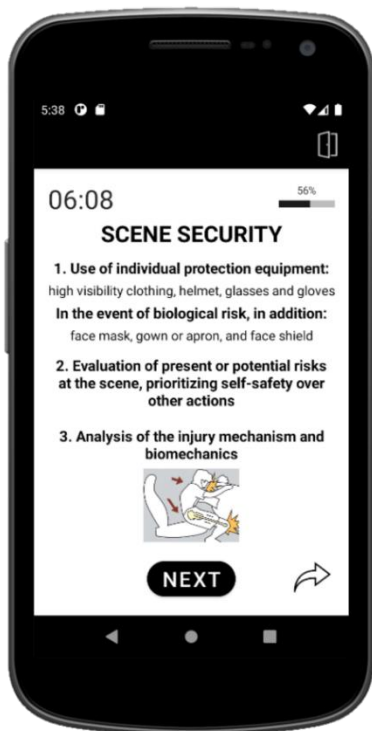 5:38
06:08
56%
SCENE SECURITY
1. Use of individual protection equipment:
high visibility clothing, helmet, glasses and gloves
In the event of biological risk, in addition:
face mask, gown or apron, and face shield
2. Evaluation of present or potential risks
at the scene, prioritizing self-safety over
other actions
3. Analysis of the injury mechanism and
biomechanics
NEXT